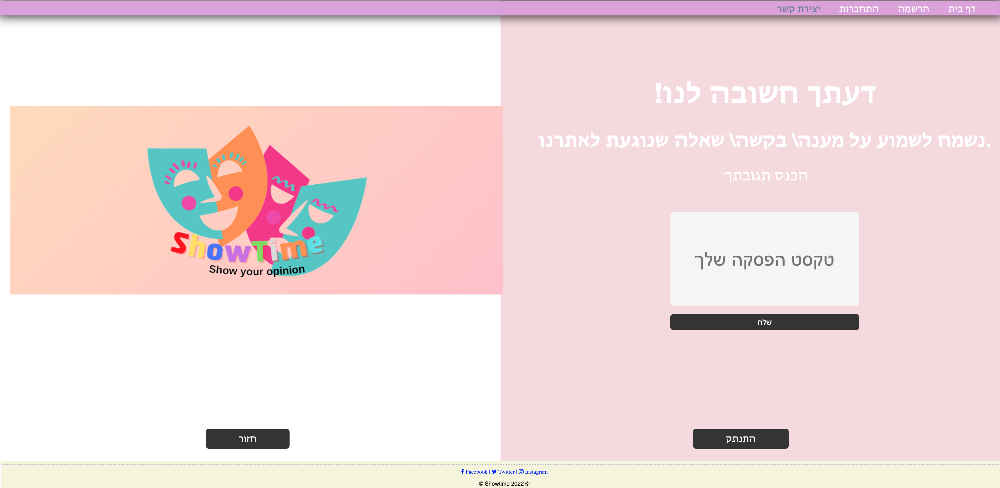 דף בית
הרשמה
התחברות
יצירת קשר
דעתך חשובה לנו!
נשמח לשמוע על מענה\ בקשה\ שאלה שנוגעת לאתרנו.
הכנס תגובתך:
טקסט הפסקה שלך
שלח
התנתק
ShowTime
Show your opinion
חזור
Facebook | Twitter | Instagram
© Showtime 2022 ©